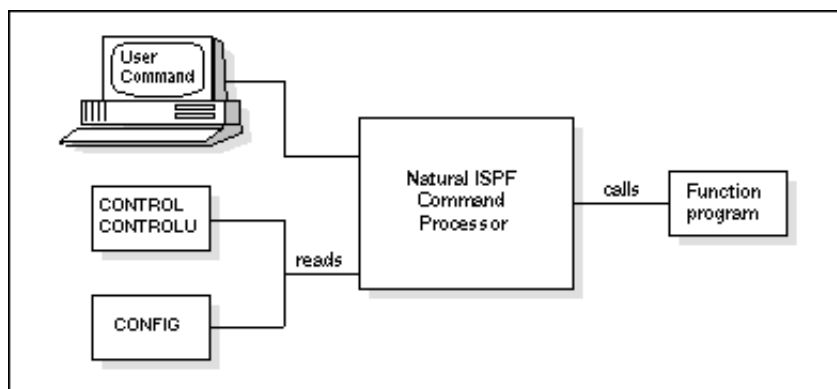 User
Command
CONTROL
CONTROLU
CONFIG
reads
Natural ISPF
Command
Processor
calls
Function
program